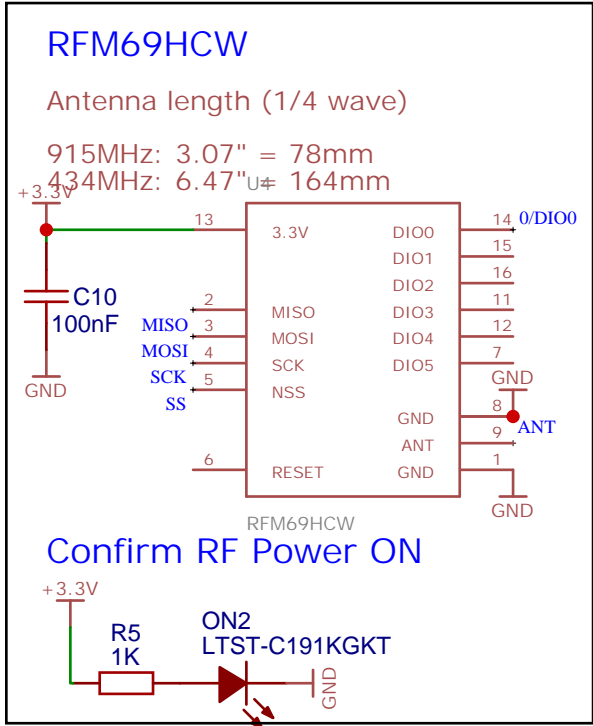 RFM69HCW
Antenna length (1/4 wave)
915MHz: 3.07" = 78mm
434MHz: 6.47" = 164mm
+3.3V
U4
13
3.3V
DIO0
14
0/DIO0
DIO1
15
DIO2
16
C10
100nF
2
MISO
DIO3
11
MISO
3
MOSI
DIO4
12
MOSI
4
SCK
DIO5
7
SCK
5
NSS
SS
GND
GND
GND
8
ANT
ANT
9
6
RESET
GND
1
GND
RFM69HCW
Confirm RF Power ON
+3.3V
R5
1K
ON2
LTST-C191KGKT
GND